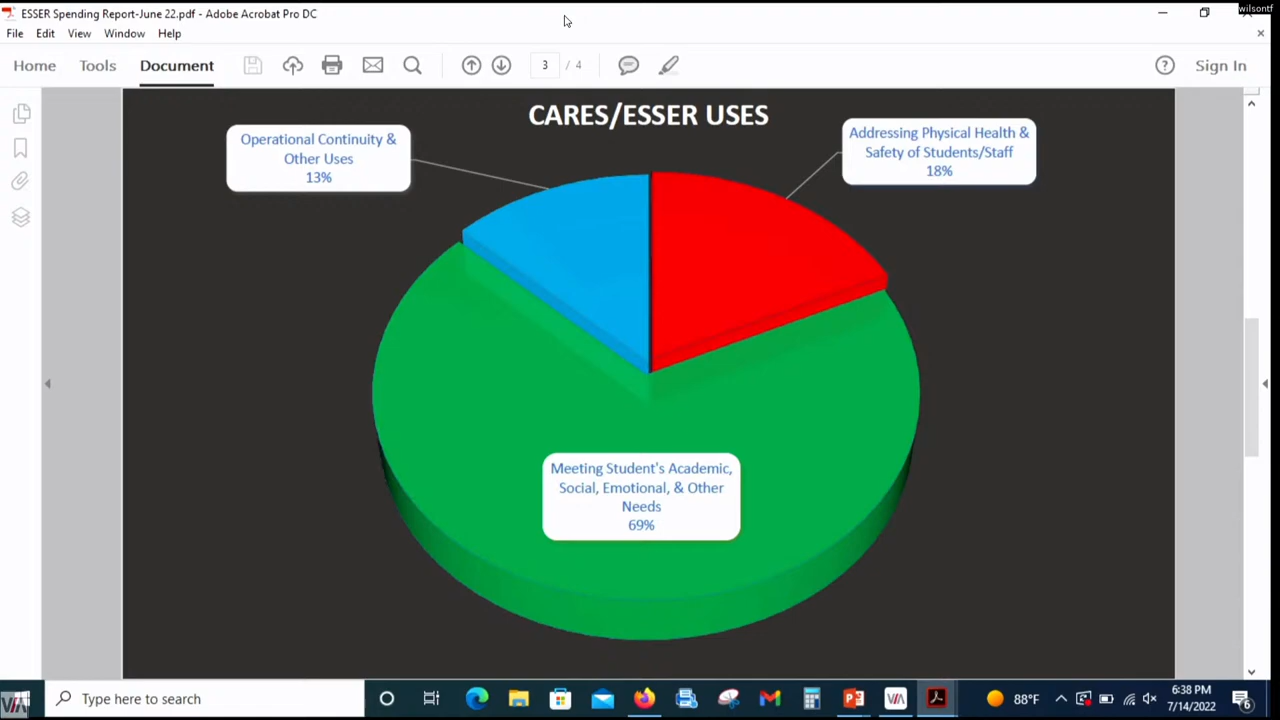 ESSER Spending Report-June 22.pdf - Adobe Acrobat Pro DC
wilsontf
File Edit View Window Help
Home Tools Document 3 / 4 Sign In
CARES/ESSER USES
Operational Continuity &
Other Uses
13%
Addressing Physical Health &
Safety of Students/Staff
18%
Meeting Student's Academic,
Social, Emotional, & Other
Needs
69%
VIA
Type here to search
VIA
88°F
6:38 PM
7/14/2022
6